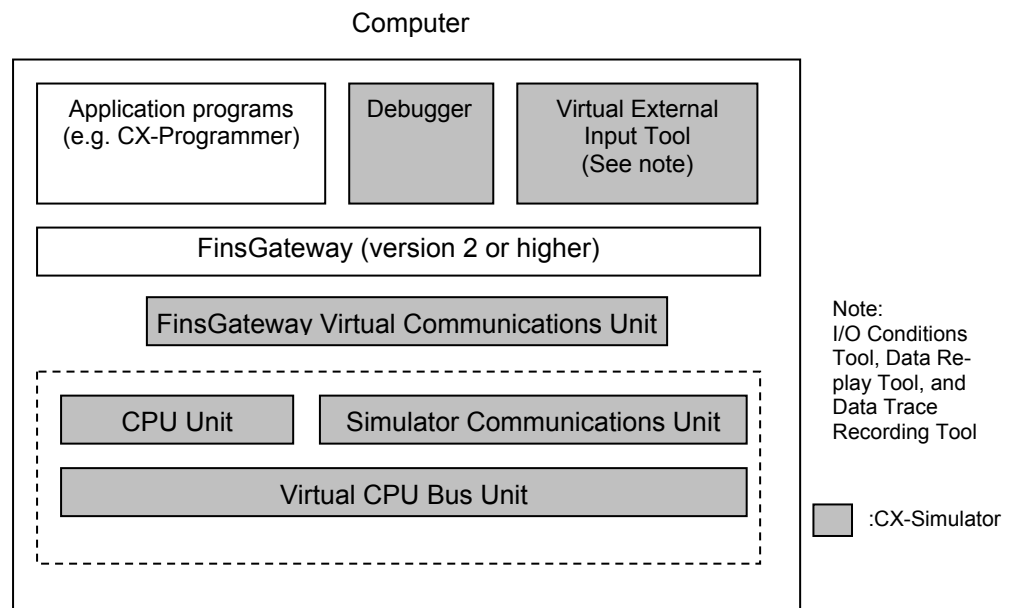 Computer
Application programs
(e.g. CX-Programmer)
Debugger
Virtual External
Input Tool
(See note)
FinsGateway (version 2 or higher)
FinsGateway Virtual Communications Unit
CPU Unit
Simulator Communications Unit
Virtual CPU Bus Unit
Note:
I/O Conditions
Tool, Data Re-
play Tool, and
Data Trace
Recording Tool
:CX-Simulator